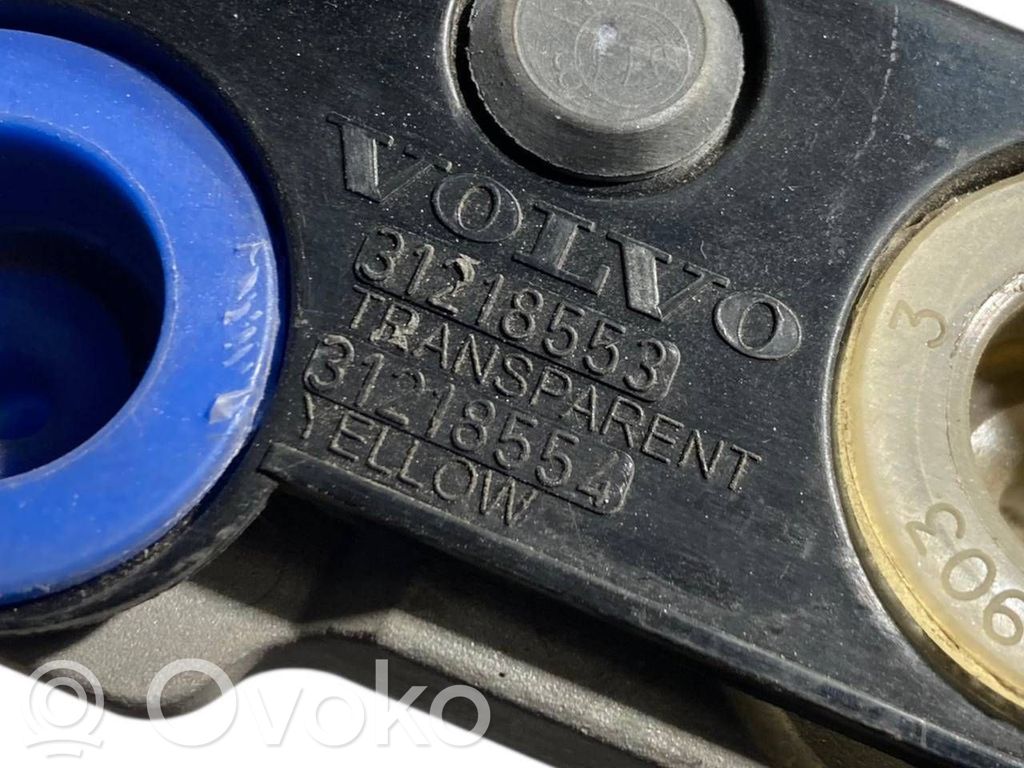 VOLVO
31218553
TRANSPARENT
31218554
YELLOW
3
903
Ovoko